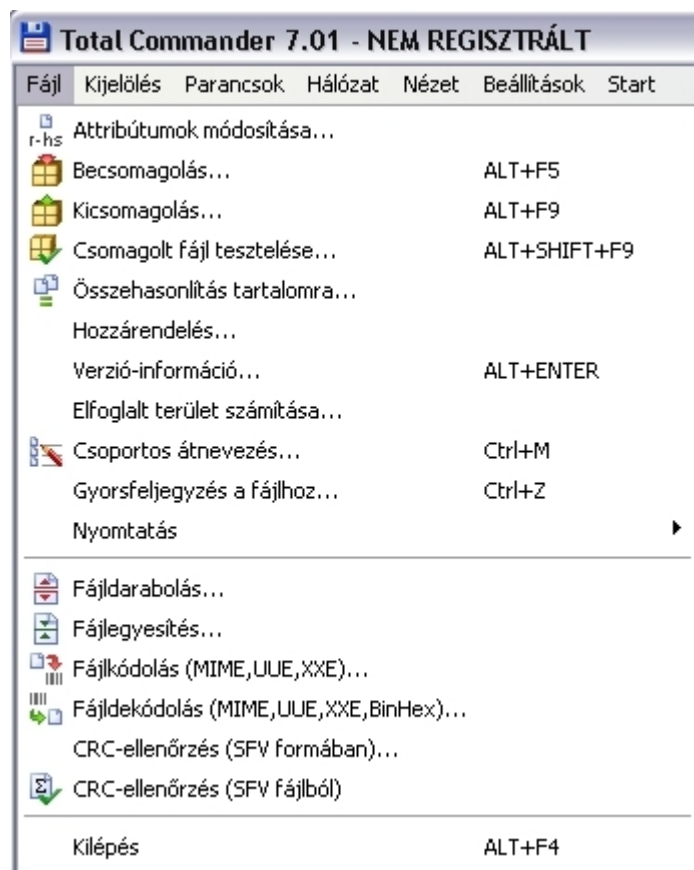 Total Commander 7.01 - NEM REGISZTRÁLT
Fájl Kijelölés Parancsok Hálózat Nézet Beállítások Start
r-hs Attribútumok módosítása...
Becsomagolás... ALT+F5
Kicsomagolás... ALT+F9
Csomagolt fájl tesztelése... ALT+SHIFT+F9
Összehasonlítás tartalomra...
Hozzárendelés...
Verzió-információ... ALT+ENTER
Elfoglalt terület számítása...
Csoportos átnevezés... Ctrl+M
Gyorsfeljegyzés a fájlhoz... Ctrl+Z
Nyomtatás
Fájldarabolás...
Fájlegyesítés...
Fájlkódolás (MIME,UUE,XXE)...
Fájldekódolás (MIME,UUE,XXE,BinHex)...
CRC-ellenőrzés (SFV formában)...
Σ CRC-ellenőrzés (SFV fájlból)
Kilépés ALT+F4